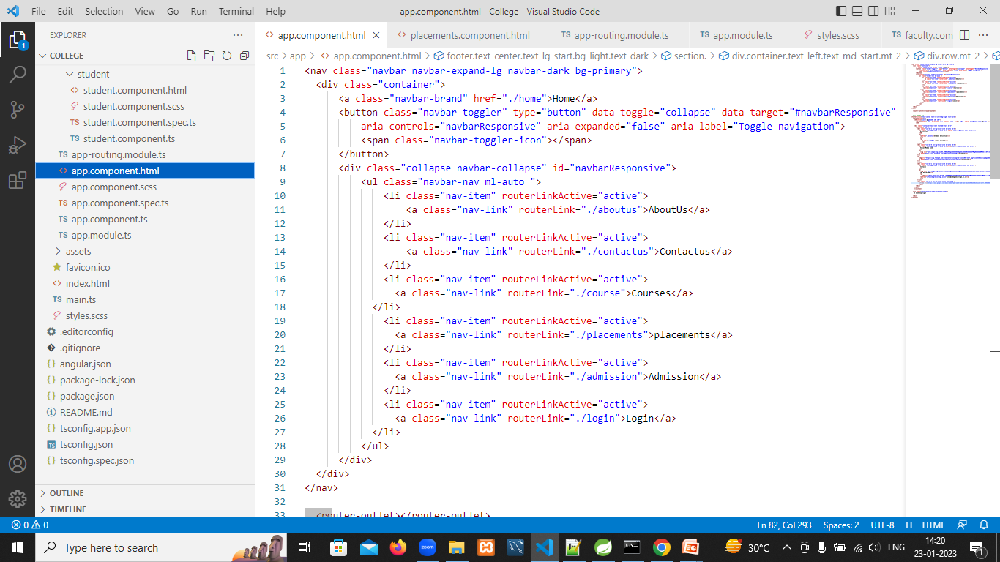 File Edit Selection View Go Run Terminal Help
app.component.html - College - Visual Studio Code
EXPLORER
COLLEGE
student
student.component.html
student.component.scss
TS student.component.spec.ts
TS student.component.ts
TS app-routing.module.ts
app.component.html
app.component.scss
TS app.component.spec.ts
TS app.component.ts
TS app.module.ts
assets
favicon.ico
index.html
TS main.ts
styles.scss
.editorconfig
.gitignore
{} angular.json
{} package-lock.json
{} package.json
README.md
{} tsconfig.app.json
TS tsconfig.json
{} tsconfig.spec.json
OUTLINE
TIMELINE
1
app.component.html placements.component.html TS app-routing.module.ts TS app.module.ts styles.scss TS faculty.com
src > app > app.component.html > footer.text-center.text-lg-start.bg-light.text-dark > section. > div.container.text-left.text-md-start.mt-2 > div.row.mt-2 >
1 <nav class="navbar navbar-expand-lg navbar-dark bg-primary">
2 <div class="container">
3 <a class="navbar-brand" href="./home">Home</a>
4 <button class="navbar-toggler" type="button" data-toggle="collapse" data-target="#navbarResponsive"
5 aria-controls="navbarResponsive" aria-expanded="false" aria-label="Toggle navigation">
6 <span class="navbar-toggler-icon"></span>
7 </button>
8 <div class="collapse navbar-collapse" id="navbarResponsive">
9 <ul class="navbar-nav ml-auto ">
10 <li class="nav-item" routerLinkActive="active">
11 <a class="nav-link" routerLink="./aboutus">AboutUs</a>
12 </li>
13 <li class="nav-item" routerLinkActive="active">
14 <a class="nav-link" routerLink="./contactus">Contactus</a>
15 </li>
16 <li class="nav-item" routerLinkActive="active">
17 <a class="nav-link" routerLink="./course">Courses</a>
18 </li>
19 <li class="nav-item" routerLinkActive="active">
20 <a class="nav-link" routerLink="./placements">placements</a>
21 </li>
22 <li class="nav-item" routerLinkActive="active">
23 <a class="nav-link" routerLink="./admission">Admission</a>
24 </li>
25 <li class="nav-item" routerLinkActive="active">
26 <a class="nav-link" routerLink="./login">Login</a>
27 </li>
28 </ul>
29 </div>
30 </div>
31 </nav>
32
33 <router-outlet></router-outlet>
0 0
Ln 82, Col 293 Spaces: 2 UTF-8 LF HTML
Type here to search
zoom
30°C ENG
14:20
23-01-2023
1